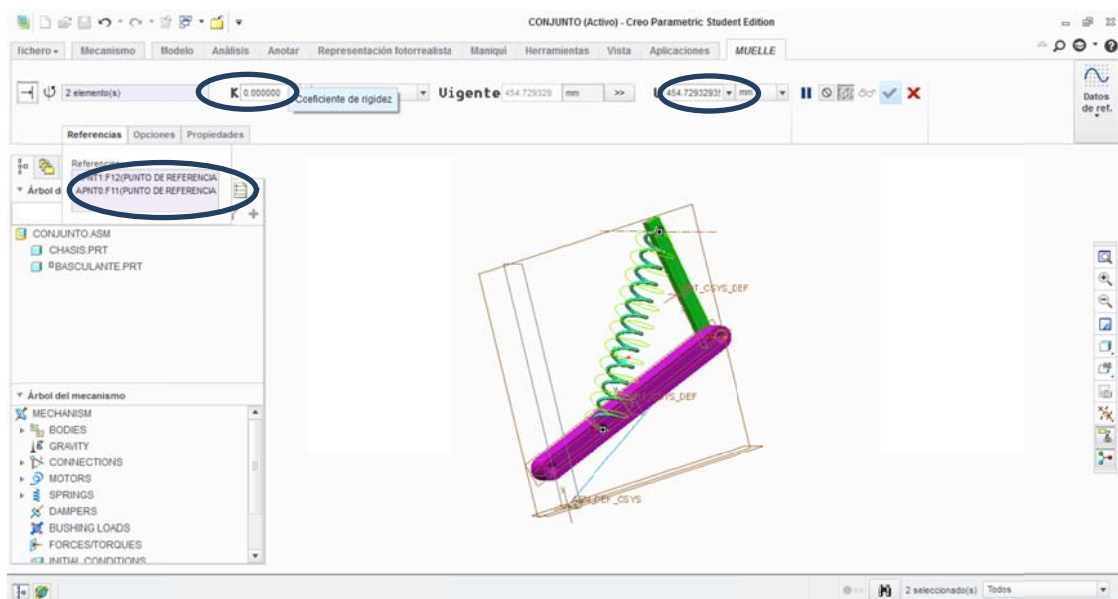 CONJUNTO (Activo) - Creo Parametric Student Edition
fichero Mecanismo Modelo Análisis Anotar Representación fotorrealista Maniquí Herramientas Vista Aplicaciones MUELLE
2 elemento(s) K 0.000000 Vigente 454.729329 mm >> 454.7293293 mm
Coeficiente de rigidez
Datos de ref.
Referencias Opciones Propiedades
Referencias
APNT1:F12(PUNTO DE REFERENCIA
APNT0:F11(PUNTO DE REFERENCIA
Árbol d
CONJUNTO.ASM
CHASIS.PRT
BASCULANTE.PRT
CSYS_DEF
SYS_DEF
DEF_CSYS
Árbol del mecanismo
MECHANISM
BODIES
GRAVITY
CONNECTIONS
MOTORS
SPRINGS
DAMPERS
BUSHING LOADS
FORCES/TORQUES
INITIAL CONDITIONS
2 seleccionado(s) Todos